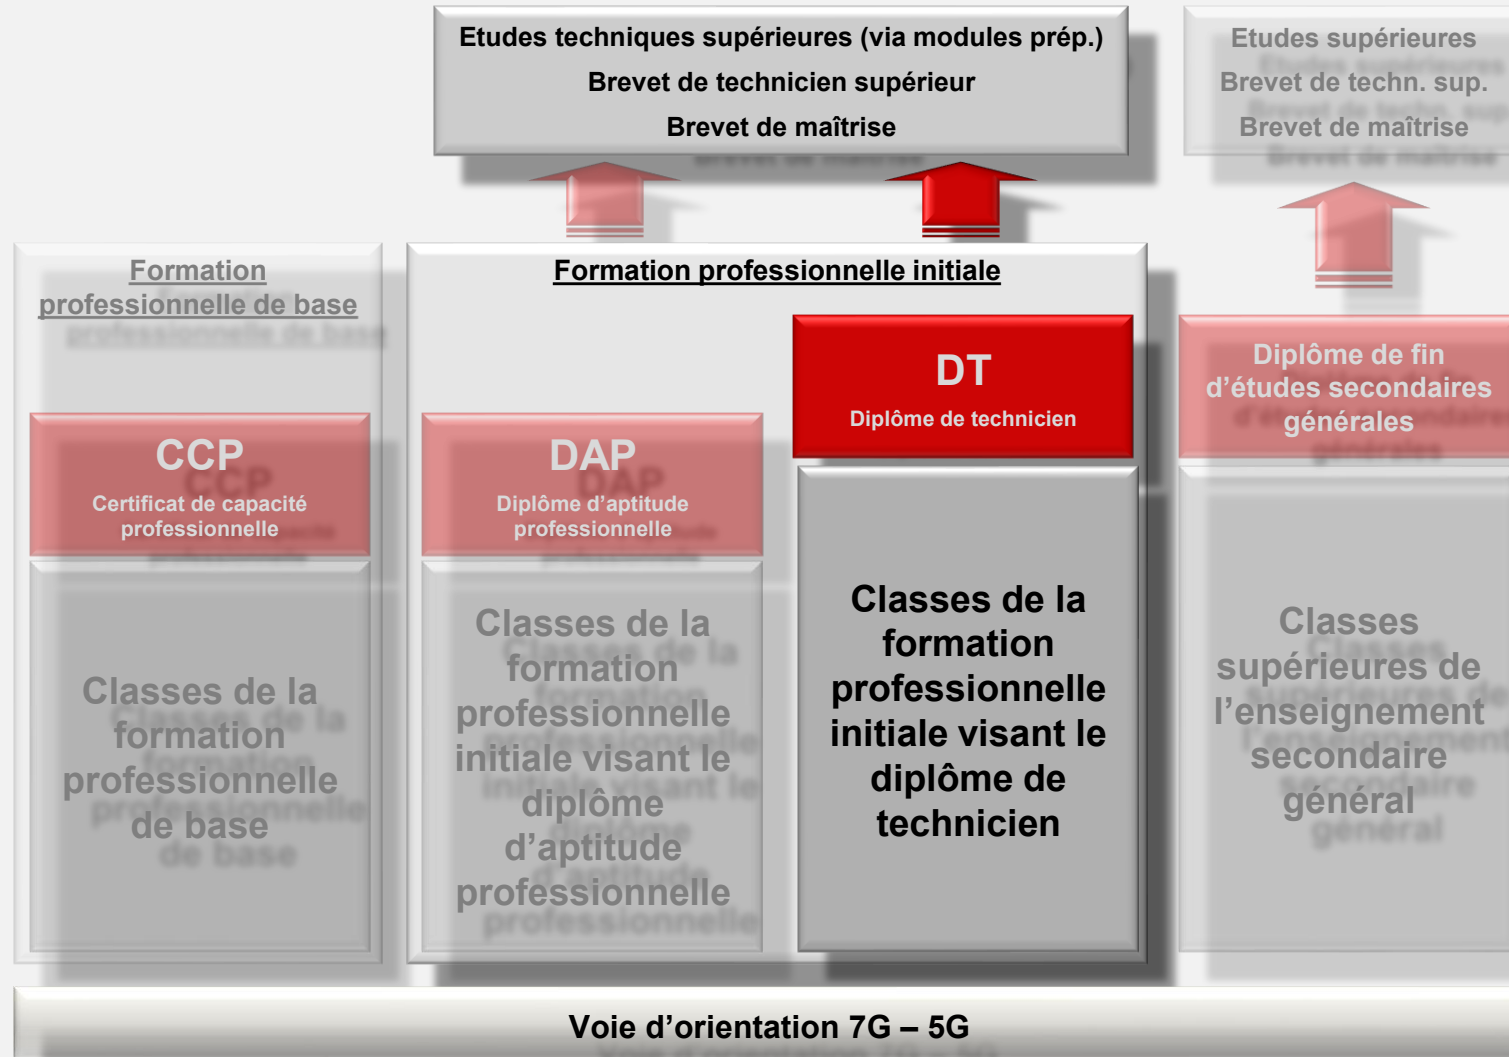 Etudes techniques supérieures (via modules prép.)
Brevet de technicien supérieur
Brevet de maîtrise
Etudes supérieures
Brevet de techn. sup.
Brevet de maîtrise
Formation
professionnelle de base
CCP
Certificat de capacité
professionnelle
Classes de la
formation
professionnelle
de base
Formation professionnelle initiale
DAP
Diplôme d’aptitude
professionnelle
Classes de la
formation
professionnelle
initiale visant le
diplôme
d’aptitude
professionnelle
DT
Diplôme de technicien
Classes de la
formation
professionnelle
initiale visant le
diplôme de
technicien
Diplôme de fin
d’études secondaires
générales
Classes
supérieures de
l’enseignement
secondaire
général
Voie d’orientation 7G – 5G